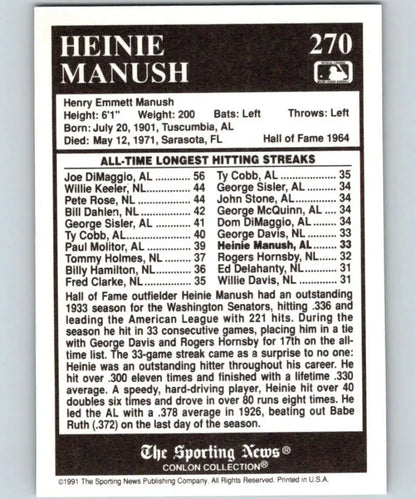 HEINIE
MANUSH
270
Henry Emmett Manush
Height: 6'1" Weight: 200 Bats: Left Throws: Left
Born: July 20, 1901, Tuscumbia, AL
Died: May 12, 1971, Sarasota, FL Hall of Fame 1964
ALL-TIME LONGEST HITTING STREAKS
Joe DiMaggio, AL ........ 56
Willie Keeler, NL........... 44
Pete Rose, NL ............. 44
Bill Dahlen, NL............. 42
George Sisler, AL ........ 41
Ty Cobb, AL ................ 40
Paul Molitor, AL ........... 39
Tommy Holmes, NL..... 37
Billy Hamilton, NL......... 36
Fred Clarke, NL............ 35
Ty Cobb, AL ................ 35
George Sisler, AL ........ 34
John Stone, AL ............ 34
George McQuinn, AL ... 34
Dom DiMaggio, AL ...... 34
George Davis, NL ........ 33
Heinie Manush, AL..... 33
Rogers Hornsby, NL .... 32
Ed Delahanty, NL ......... 31
Willie Davis, NL ........... 31
Hall of Fame outfielder Heinie Manush had an outstanding
1933 season for the Washington Senators, hitting .336 and
leading the American League with 221 hits. During the
season he hit in 33 consecutive games, placing him in a tie
with George Davis and Rogers Hornsby for 17th on the all-
time list. The 33-game streak came as a surprise to no one:
Heinie was an outstanding hitter throughout his career. He
hit over .300 eleven times and finished with a lifetime .330
average. A speedy, hard-driving player, Heinie hit over 40
doubles six times and drove in over 80 runs eight times. He
led the AL with a .378 average in 1926, beating out Babe
Ruth (.372) on the last day of the season.
The Sporting News®
CONLON COLLECTION®
©1991 The Sporting News Publishing Company. All Rights Reserved. Printed in U.S.A.